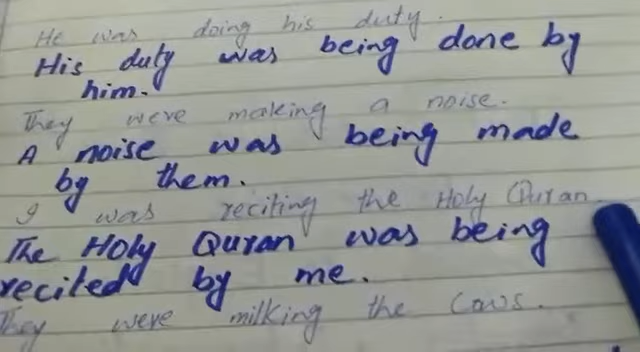 He was doing his duty.
His duty was being done by
him.
They were making a noise.
A noise was being made
by them.
I was reciting the Holy Quran
The Holy Quran was being
recited by me.
They were milking the Cows.